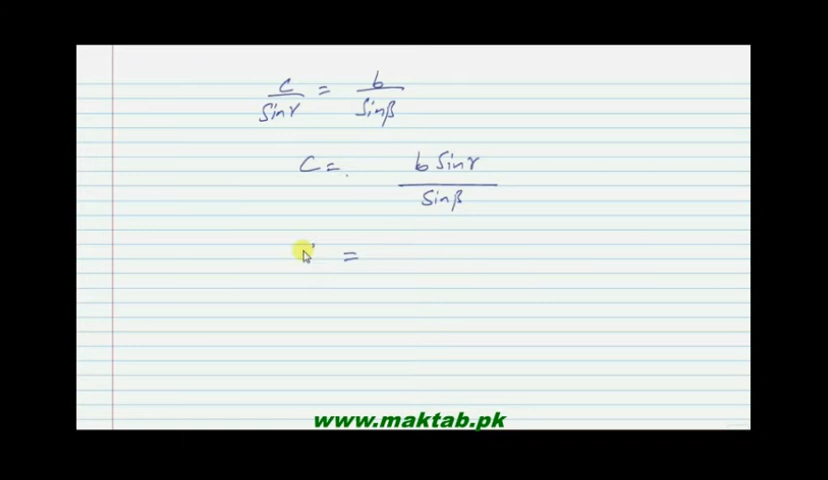 c/Sinγ = b/Sinβ
C = . b Sinγ/Sinβ
=
www.maktab.pk